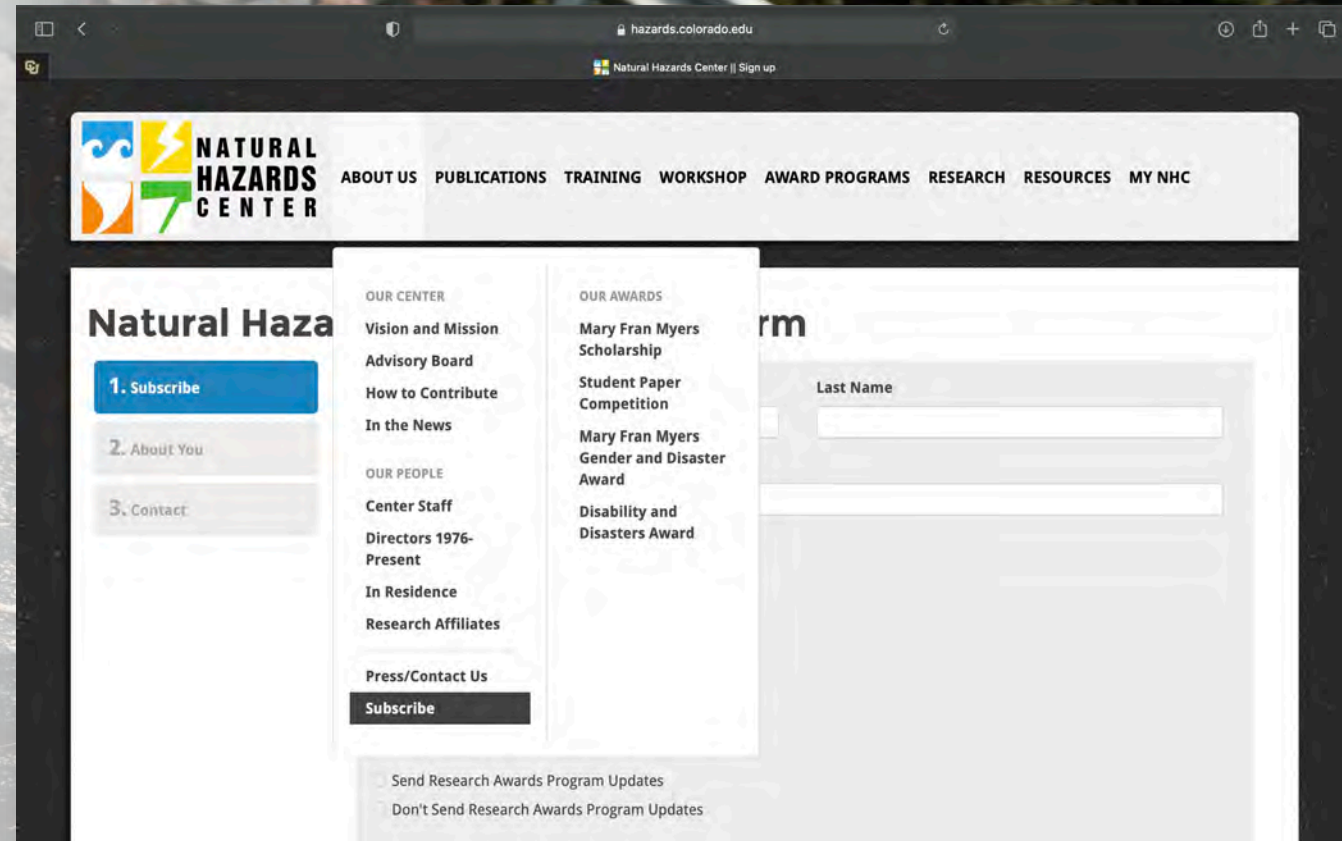 hazards.colorado.edu
Natural Hazards Center || Sign up
NATURAL
HAZARDS
CENTER
ABOUT US PUBLICATIONS TRAINING WORKSHOP AWARD PROGRAMS RESEARCH RESOURCES MY NHC
Natural Haza
rm
1. Subscribe
2. About You
3. Contact
OUR CENTER
Vision and Mission
Advisory Board
How to Contribute
In the News
OUR PEOPLE
Center Staff
Directors 1976-
Present
In Residence
Research Affiliates
Press/Contact Us
Subscribe
OUR AWARDS
Mary Fran Myers
Scholarship
Student Paper
Competition
Mary Fran Myers
Gender and Disaster
Award
Disability and
Disasters Award
Last Name
Send Research Awards Program Updates
Don't Send Research Awards Program Updates